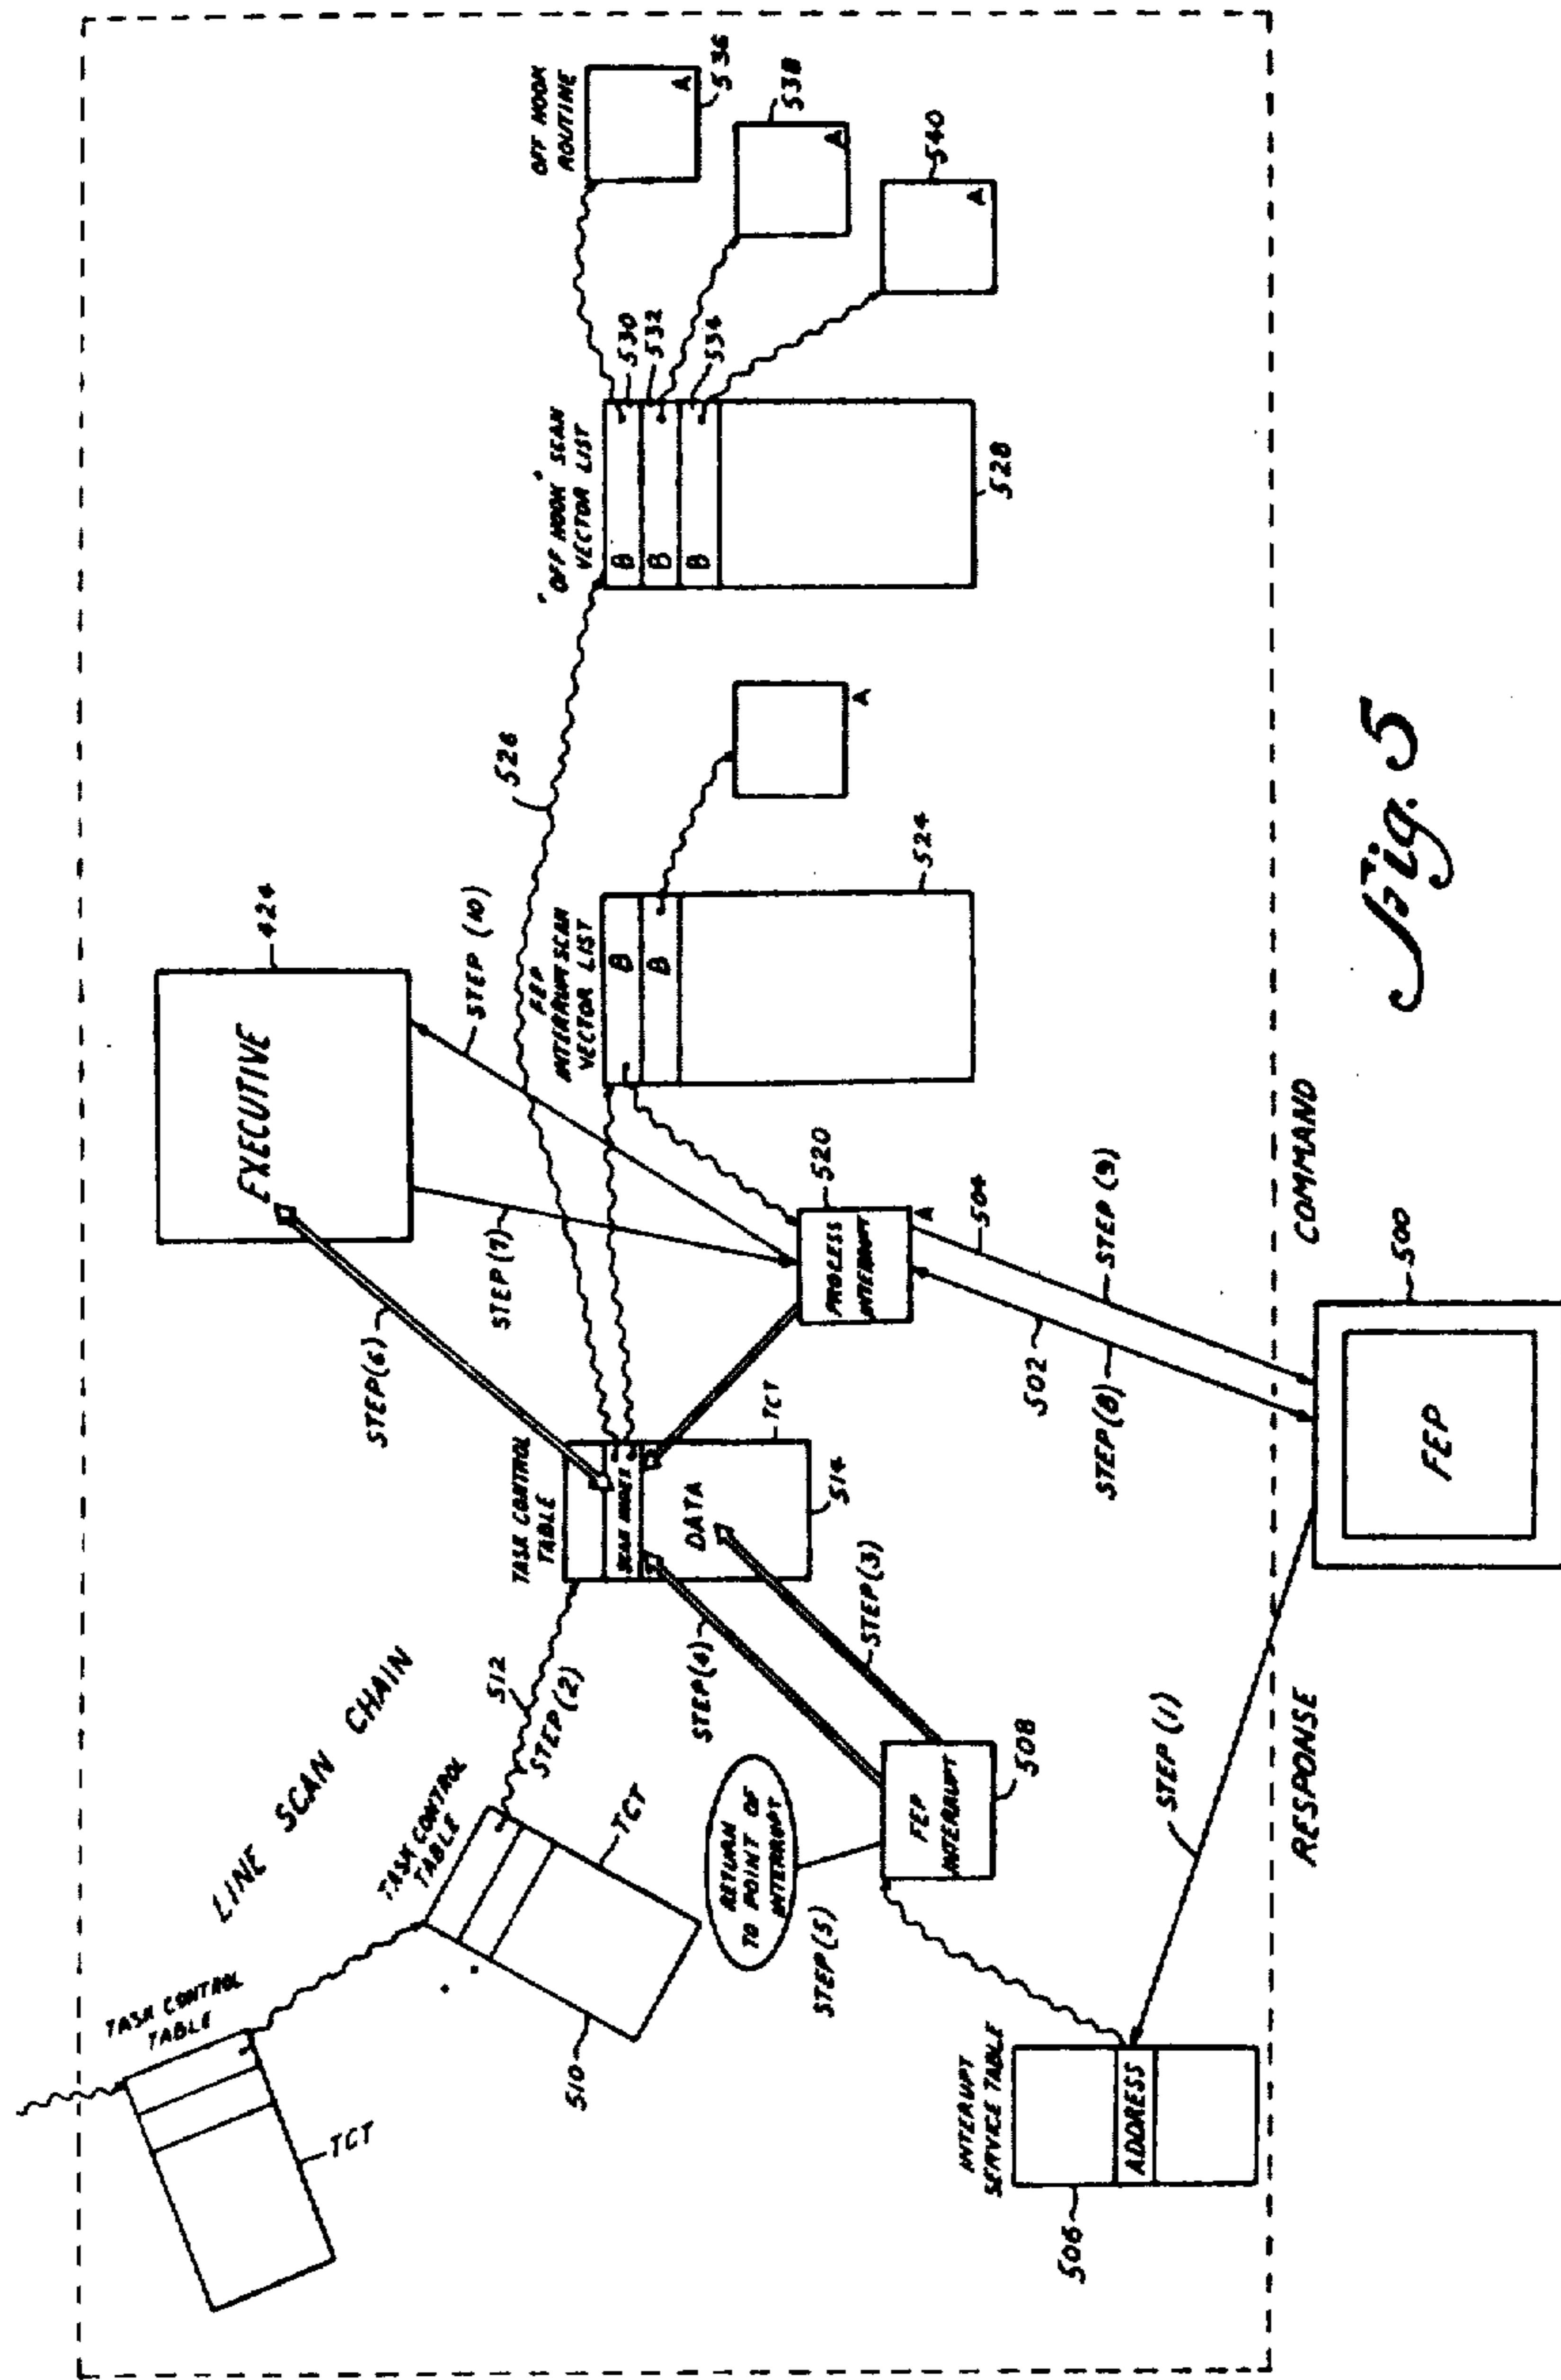 LINE SCAN CHAIN
TASK CONTROL
TABLE
TCT
TASK CONTROL
TABLE
TCT
510
512
STEP (2)
TASK CONTROL
TABLE
SCAN INDEX
DATA
TCT
514
EXECUTIVE
424
STEP (6)
STEP (7)
STEP (10)
526
FEP
INTERRUPT SCAN
VECTOR LIST
B
B
524
A
"OFF HOOK" SCAN
VECTOR LIST
B
B
B
530
532
534
528
OFF HOOK
ROUTINE
A
536
A
538
A
540
RETURN
TO POINT OF
INTERRUPT
STEP (5)
FEP
INTERRUPT
508
STEP (4)
STEP (3)
PROCESS
INTERRUPT
520
A
504
STEP (9)
502
STEP (8)
INTERUPT
SERVICE TABLE
ADDRESS
506
STEP (1)
RESPONSE
COMMAND
FEP
500
Fig. 5